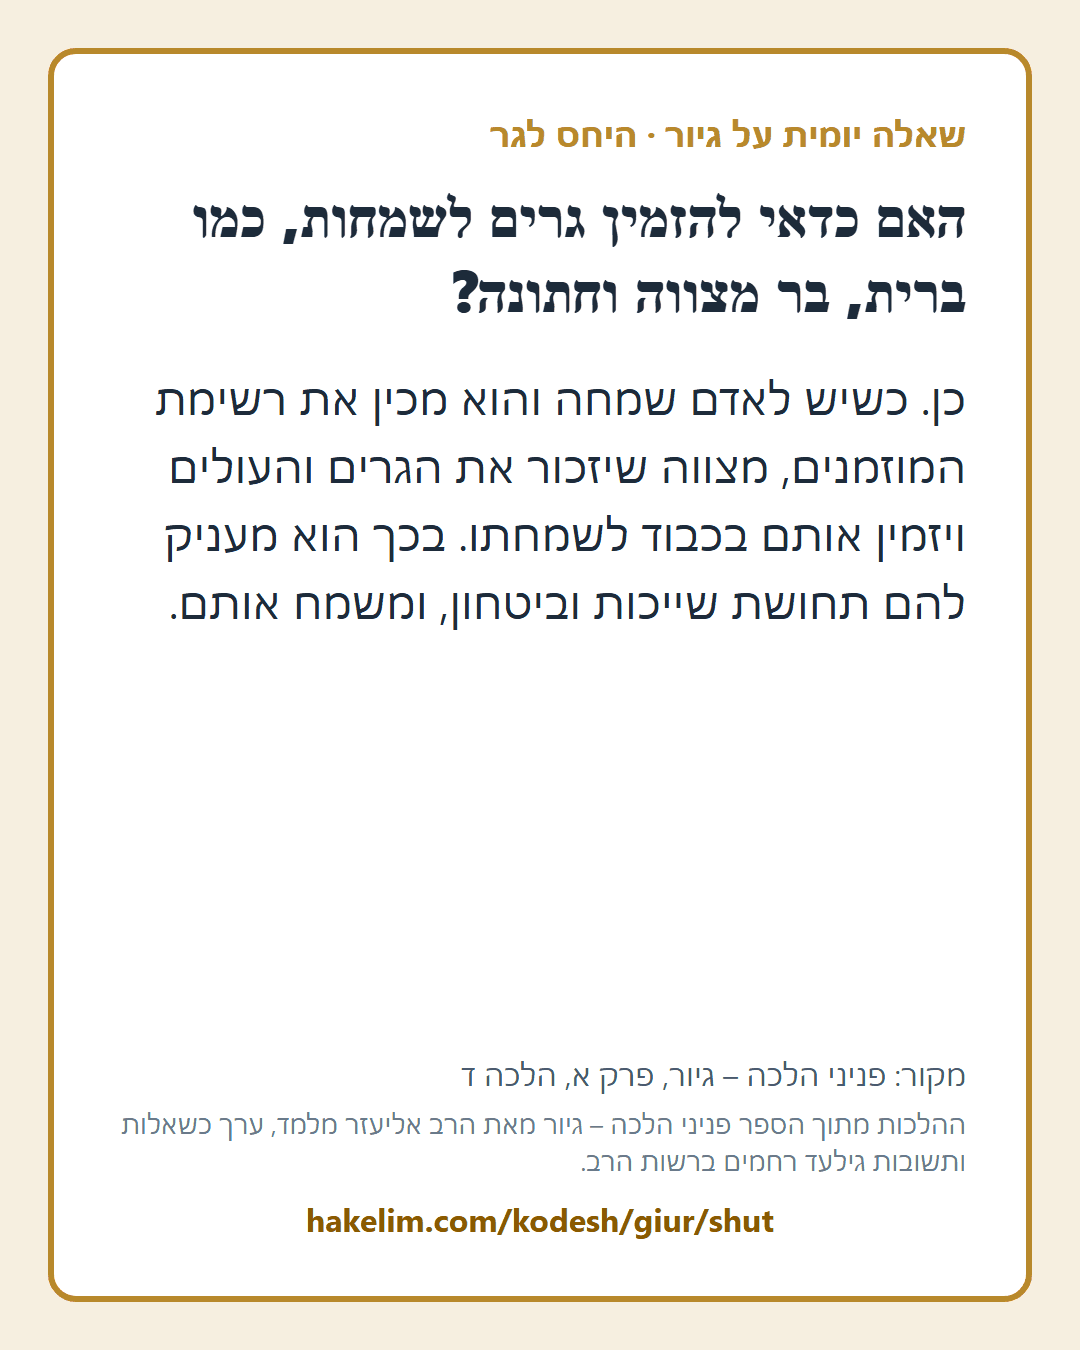 שאלה יומית על גיור · היחס לגר
האם כדאי להזמין גרים לשמחות, כמו
ברית, בר מצווה וחתונה?
כן. כשיש לאדם שמחה והוא מכין את רשימת
המוזמנים, מצווה שיזכור את הגרים והעולים
ויזמין אותם בכבוד לשמחתו. בכך הוא מעניק
להם תחושת שייכות וביטחון, ומשמח אותם.
מקור: פניני הלכה – גיור, פרק א, הלכה ד
ההלכות מתוך הספר פניני הלכה – גיור מאת הרב אליעזר מלמד, ערך כשאלות
ותשובות גילעד רחמים ברשות הרב.
hakelim.com/kodesh/giur/shut